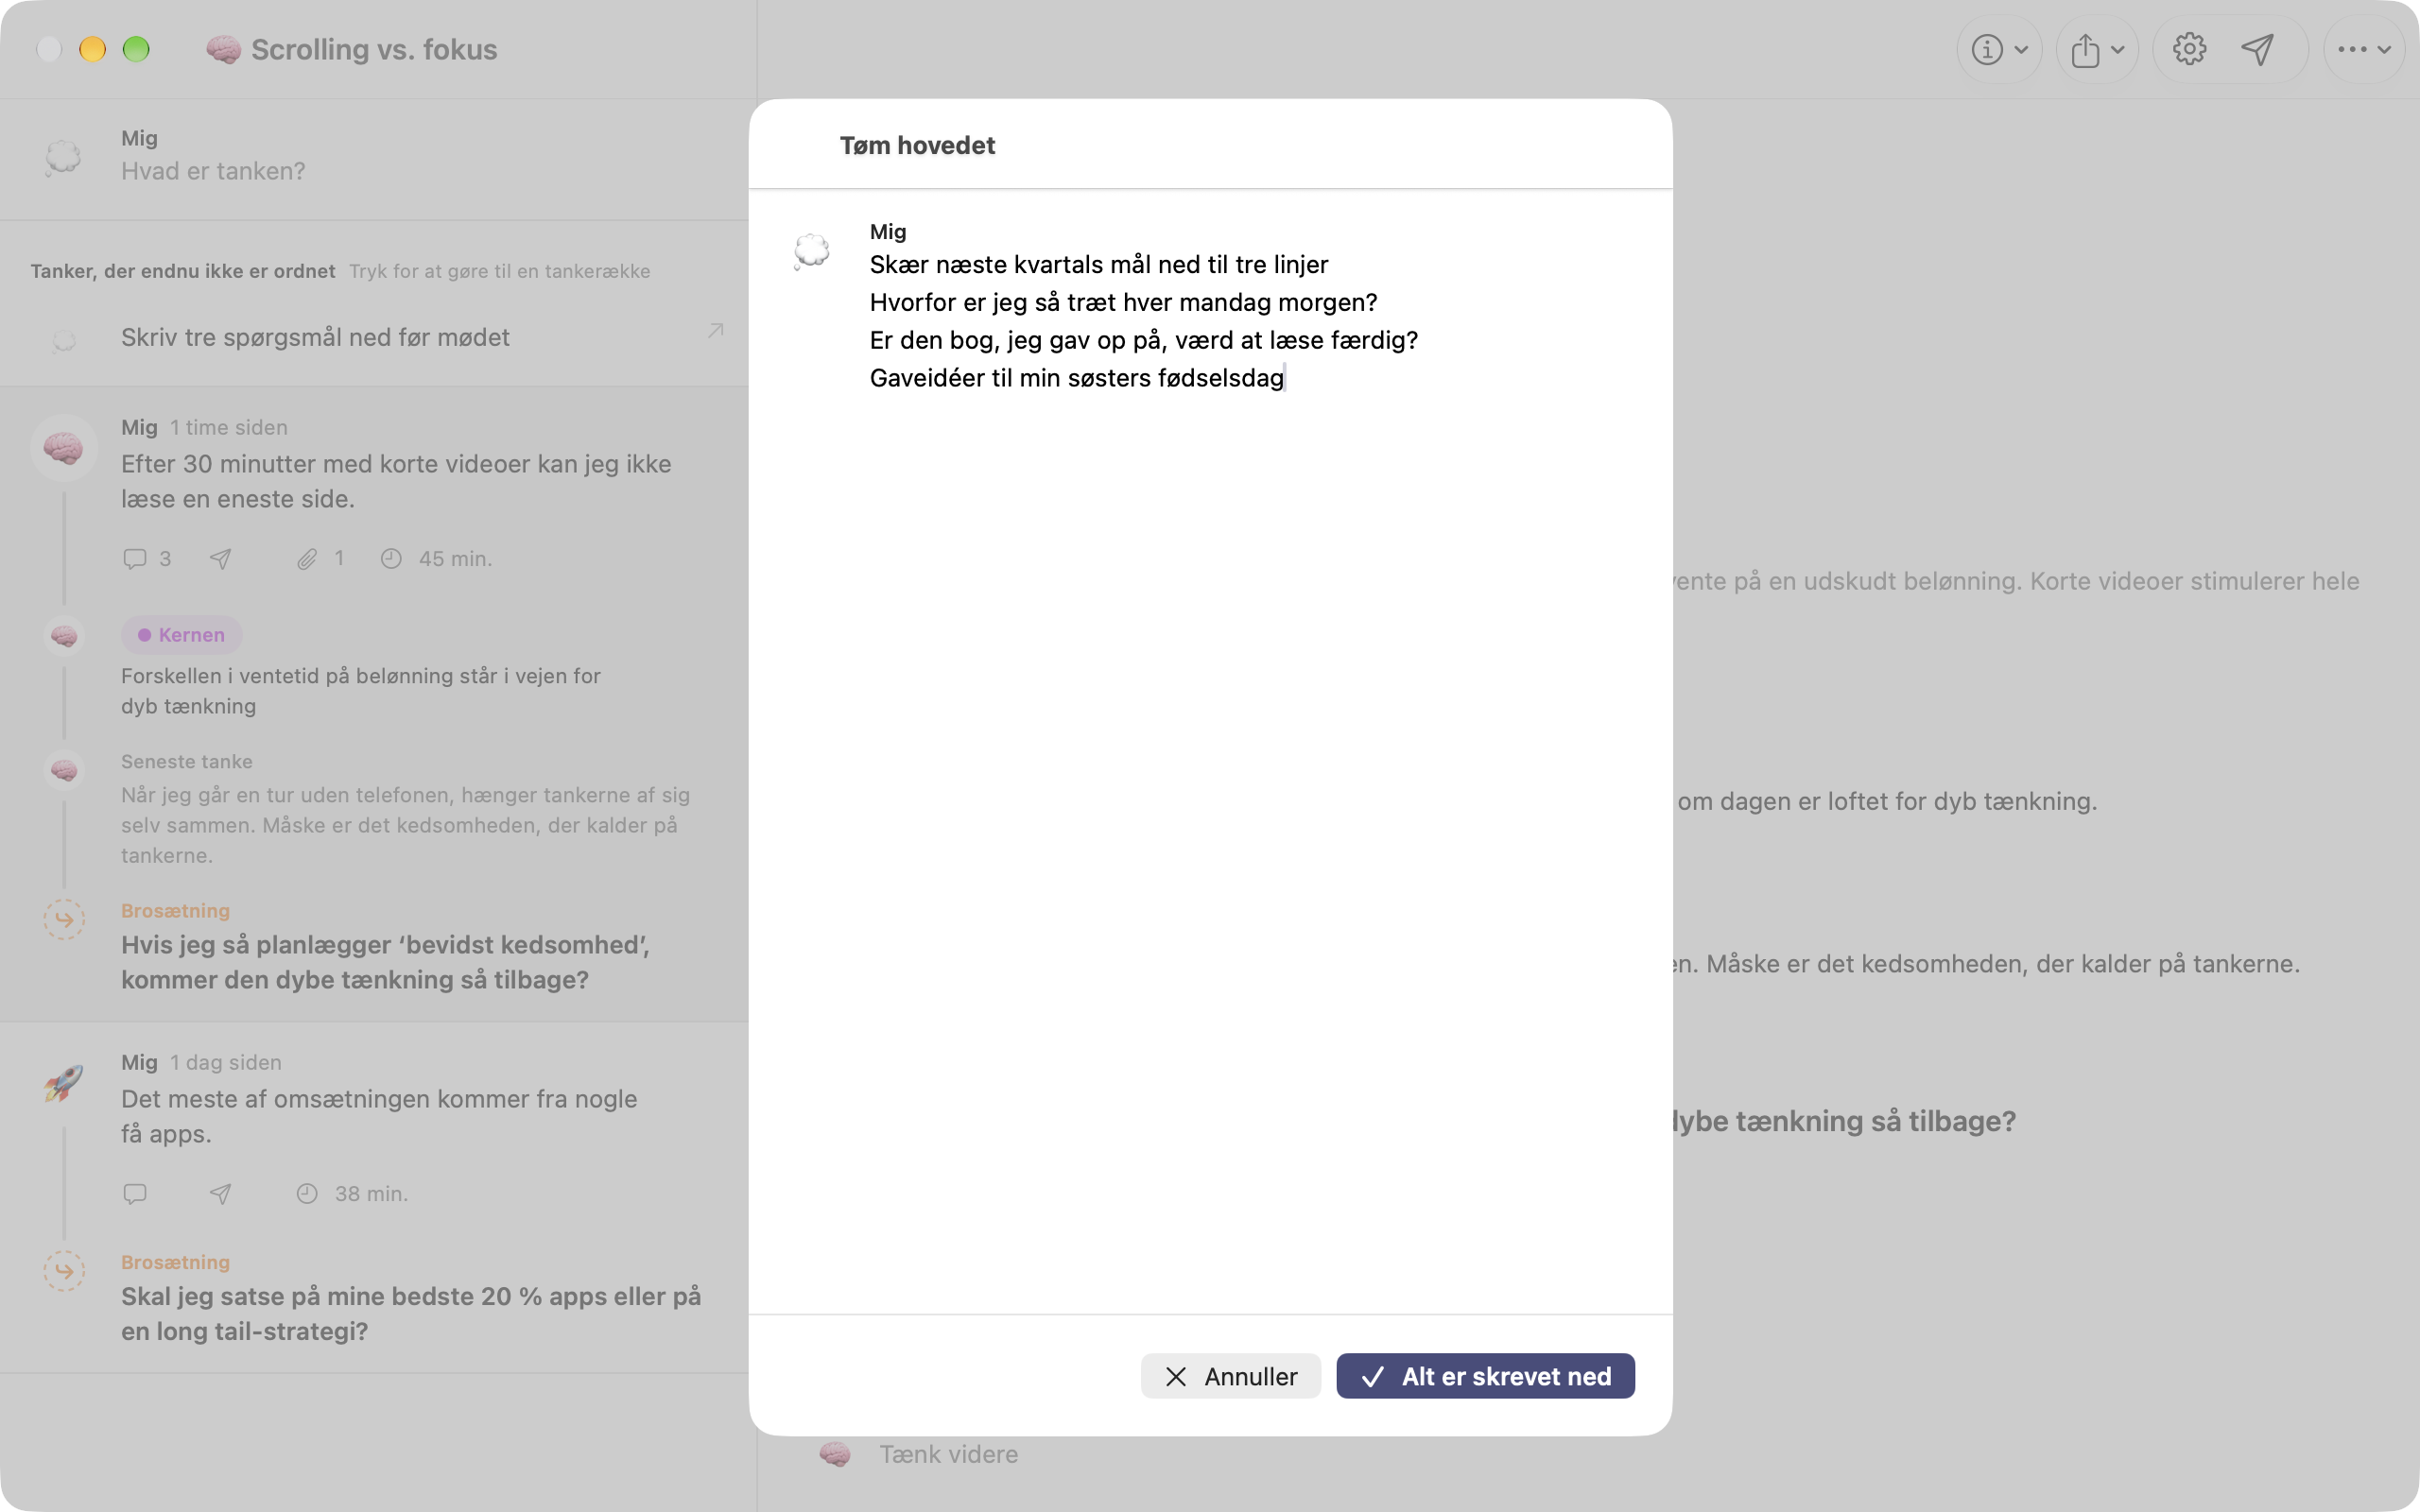 Scrolling vs. fokus
Mig
Hvad er tanken?
Tanker, der endnu ikke er ordnet Tryk for at gøre til en tankerække
Skriv tre spørgsmål ned før mødet
Mig 1 time siden
Efter 30 minutter med korte videoer kan jeg ikke
læse en eneste side.
3 1 45 min.
Kernen
Forskellen i ventetid på belønning står i vejen for
dyb tænkning
Seneste tanke
Når jeg går en tur uden telefonen, hænger tankerne af sig
selv sammen. Måske er det kedsomheden, der kalder på
tankerne.
Brosætning
Hvis jeg så planlægger ‘bevidst kedsomhed’,
kommer den dybe tænkning så tilbage?
Mig 1 dag siden
Det meste af omsætningen kommer fra nogle
få apps.
38 min.
Brosætning
Skal jeg satse på mine bedste 20 % apps eller på
en long tail-strategi?
Tøm hovedet
Mig
Skær næste kvartals mål ned til tre linjer
Hvorfor er jeg så træt hver mandag morgen?
Er den bog, jeg gav op på, værd at læse færdig?
Gaveidéer til min søsters fødselsdag
Annuller
Alt er skrevet ned
på en udskudt belønning. Korte videoer stimulerer hele
om dagen er loftet for dyb tænkning.
Måske er det kedsomheden, der kalder på tankerne.
tænkning så tilbage?
Tænk videre